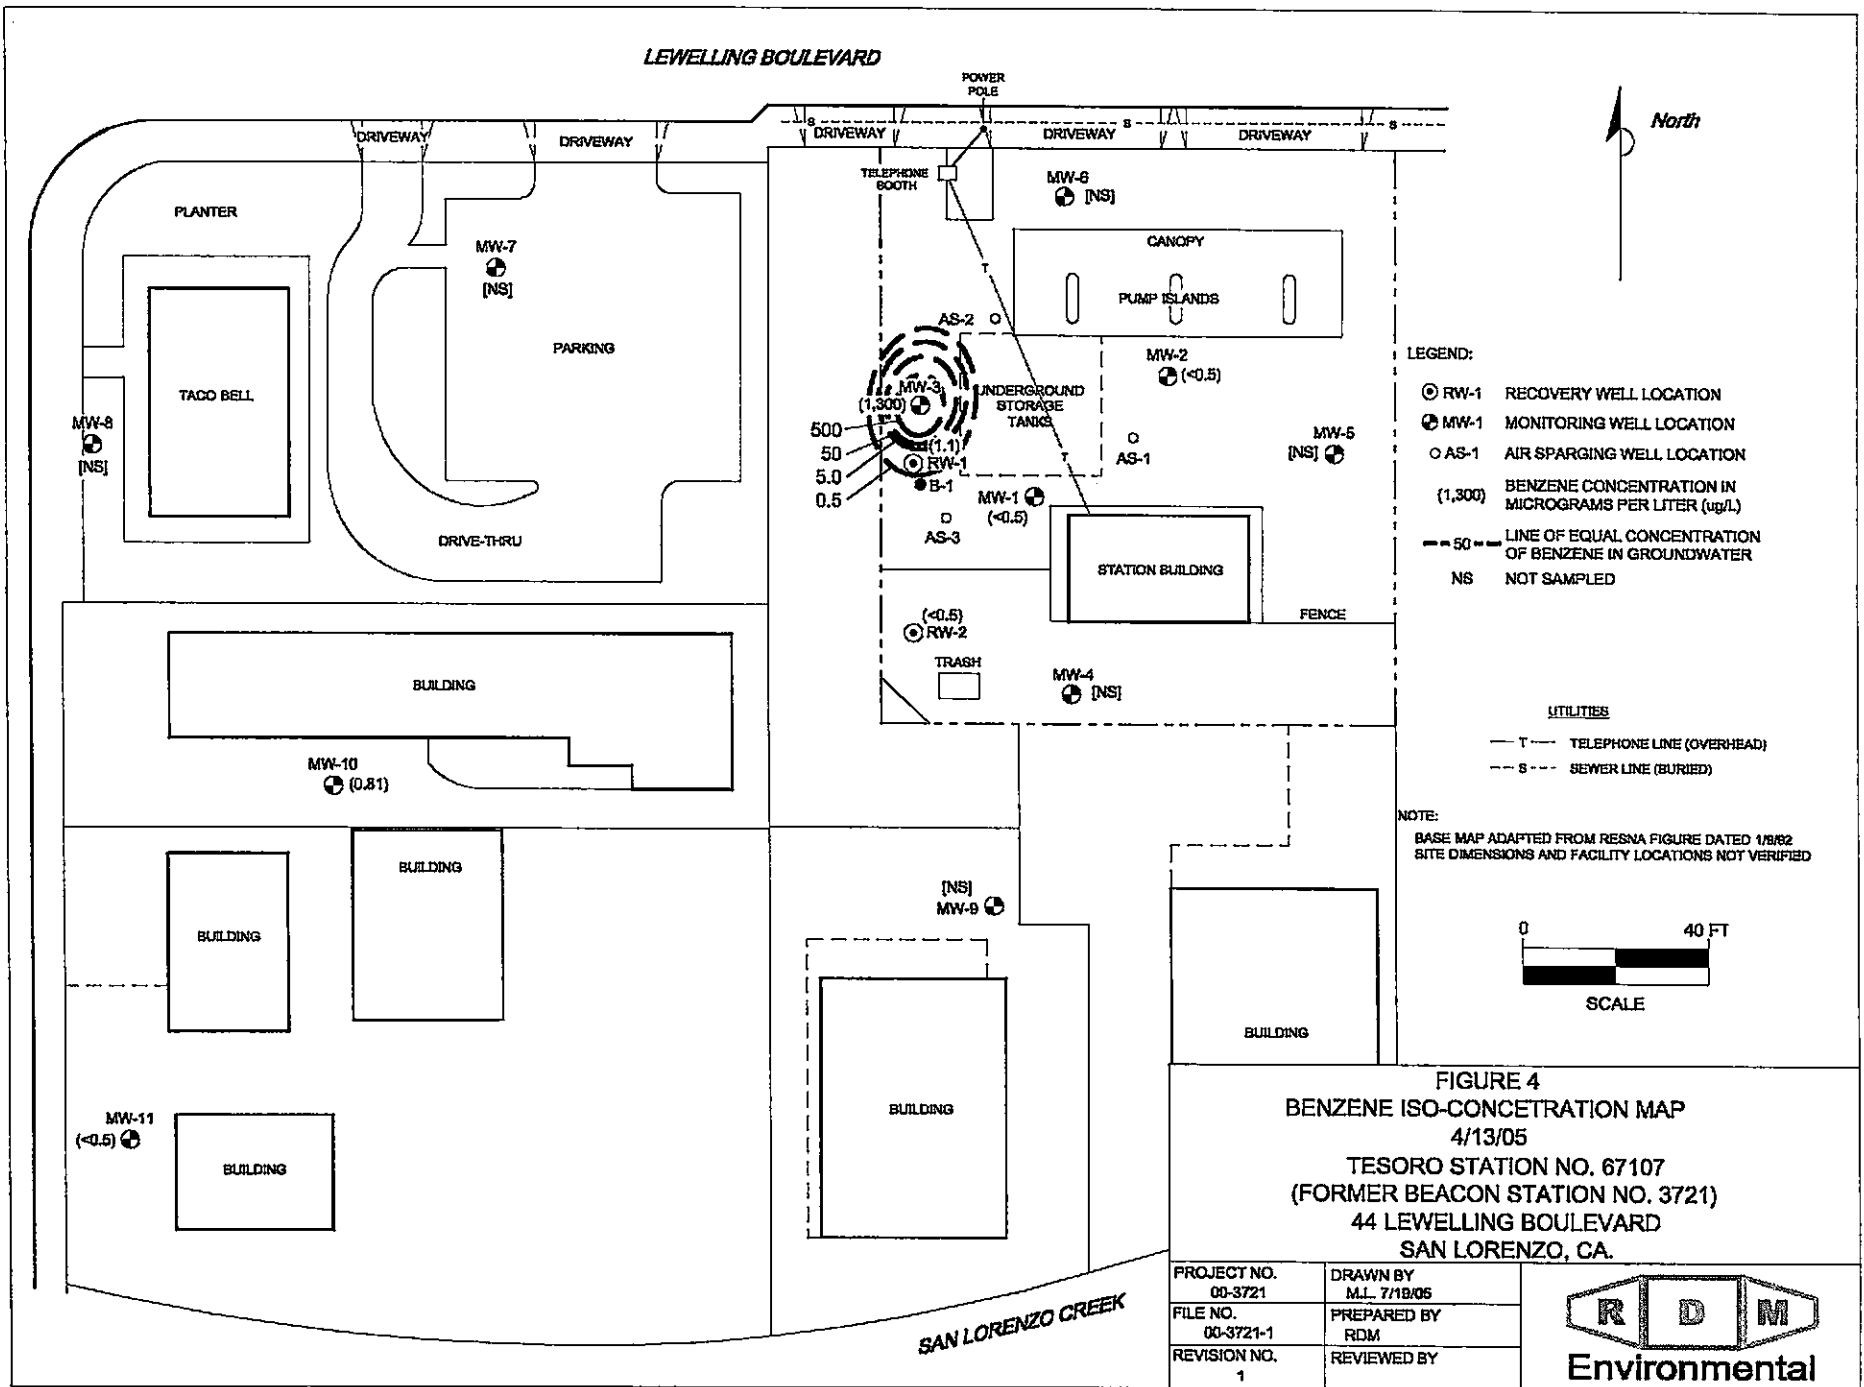 LEWELLING BOULEVARD
POWER
POLE
DRIVEWAY
DRIVEWAY
S
DRIVEWAY
DRIVEWAY
S
DRIVEWAY
S
North
TELEPHONE
BOOTH
MW-6
[NS]
PLANTER
MW-7
[NS]
CANOPY
T
PUMP ISLANDS
AS-2
PARKING
TACO BELL
MW-2
(<0.5)
MW-3
(1,300)
UNDERGROUND
STORAGE
TANKS
MW-8
[NS]
500
50
5.0
0.5
(1.1)
RW-1
B-1
T
AS-1
MW-5
[NS]
MW-1
(<0.5)
AS-3
DRIVE-THRU
STATION BUILDING
FENCE
(<0.5)
RW-2
TRASH
MW-4
[NS]
LEGEND:
RW-1 RECOVERY WELL LOCATION
MW-1 MONITORING WELL LOCATION
AS-1 AIR SPARGING WELL LOCATION
(1,300) BENZENE CONCENTRATION IN
MICROGRAMS PER LITER (ug/L)
50 LINE OF EQUAL CONCENTRATION
OF BENZENE IN GROUNDWATER
NS NOT SAMPLED
UTILITIES
T TELEPHONE LINE (OVERHEAD)
S SEWER LINE (BURIED)
BUILDING
MW-10
(0.81)
NOTE:
BASE MAP ADAPTED FROM RESNA FIGURE DATED 1/8/92
SITE DIMENSIONS AND FACILITY LOCATIONS NOT VERIFIED
BUILDING
BUILDING
[NS]
MW-9
0 40 FT
SCALE
BUILDING
BUILDING
MW-11
(<0.5)
BUILDING
SAN LORENZO CREEK
FIGURE 4
BENZENE ISO-CONCETRATION MAP
4/13/05
TESORO STATION NO. 67107
(FORMER BEACON STATION NO. 3721)
44 LEWELLING BOULEVARD
SAN LORENZO, CA.
PROJECT NO.
00-3721
DRAWN BY
M.L. 7/19/05
FILE NO.
00-3721-1
PREPARED BY
RDM
REVISION NO.
1
REVIEWED BY
R D M
Environmental